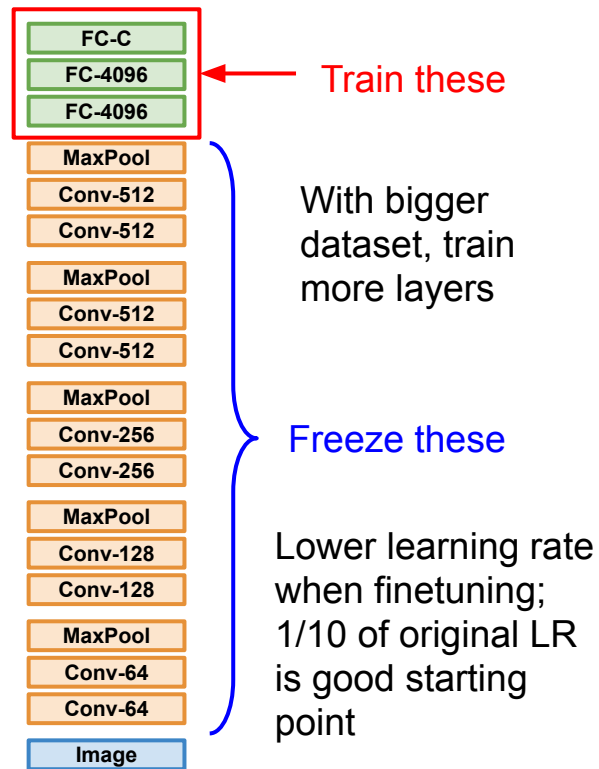 FC-C
FC-4096
FC-4096
Train these
MaxPool
Conv-512
Conv-512
With bigger
dataset, train
more layers
MaxPool
Conv-512
Conv-512
MaxPool
Conv-256
Conv-256
Freeze these
MaxPool
Conv-128
Conv-128
Lower learning rate
when finetuning;
1/10 of original LR
is good starting
point
MaxPool
Conv-64
Conv-64
Image